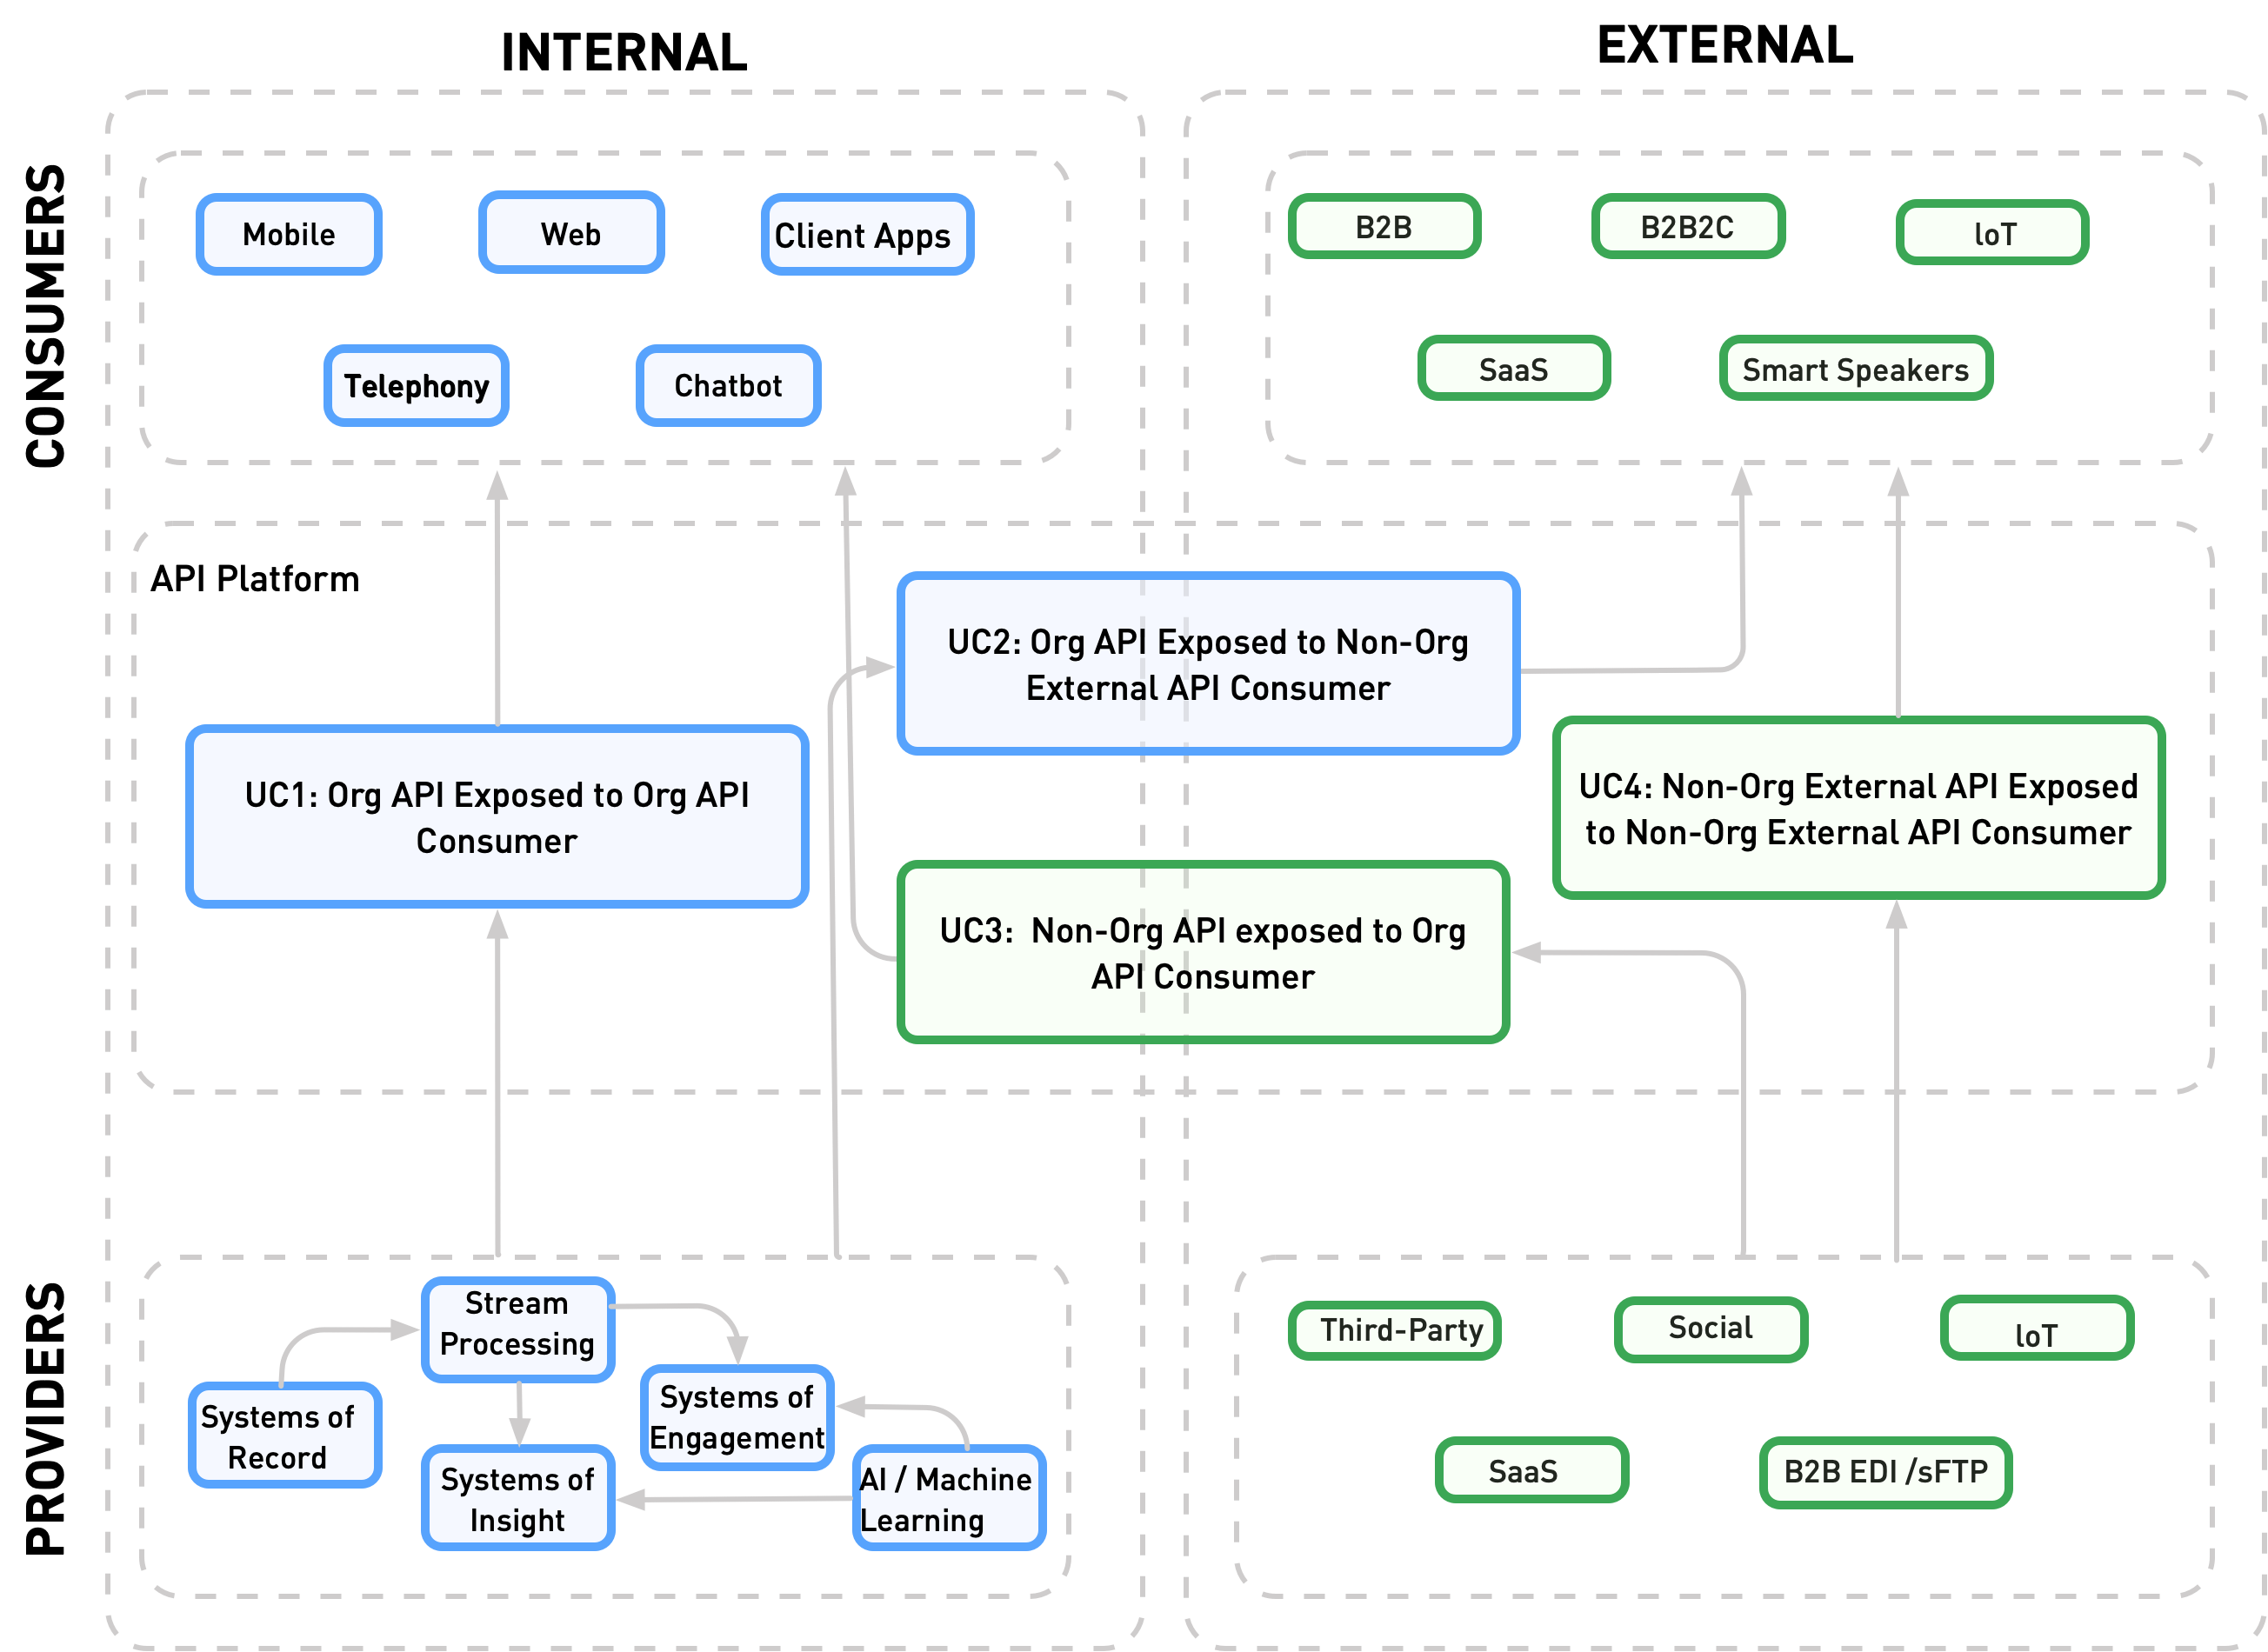 INTERNAL
EXTERNAL
CONSUMERS
Mobile
Web
Client Apps
Telephony
Chatbot
B2B
B2B2C
IoT
SaaS
Smart Speakers
API Platform
UC2: Org API Exposed to Non-Org
External API Consumer
UC1: Org API Exposed to Org API
Consumer
UC4: Non-Org External API Exposed
to Non-Org External API Consumer
UC3: Non-Org API exposed to Org
API Consumer
PROVIDERS
Stream
Processing
Systems of
Record
Systems of
Engagement
Systems of
Insight
AI / Machine
Learning
Third-Party
Social
IoT
SaaS
B2B EDI /sFTP